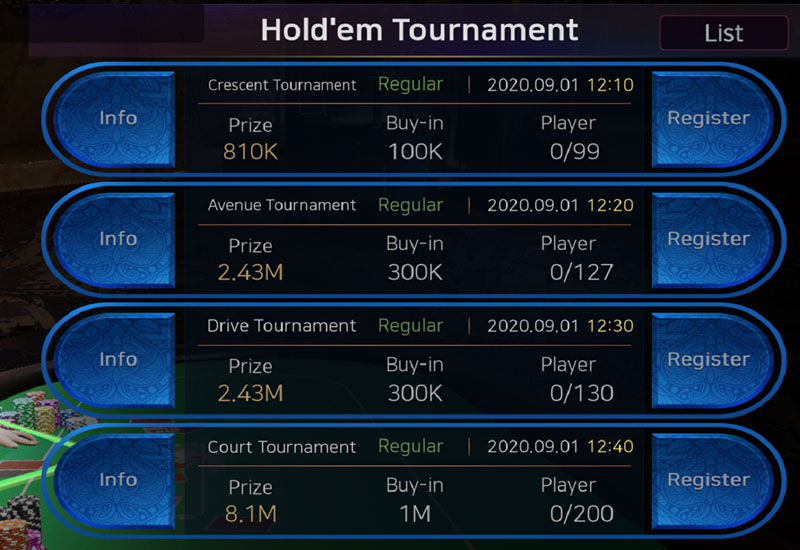 Hold'em Tournament List
Crescent Tournament Regular | 2020.09.01 12:10
Info Prize Buy-in Player Register
810K 100K 0/99
Avenue Tournament Regular | 2020.09.01 12:20
Info Prize Buy-in Player Register
2.43M 300K 0/127
Drive Tournament Regular | 2020.09.01 12:30
Info Prize Buy-in Player Register
2.43M 300K 0/130
Court Tournament Regular | 2020.09.01 12:40
Info Prize Buy-in Player Register
8.1M 1M 0/200